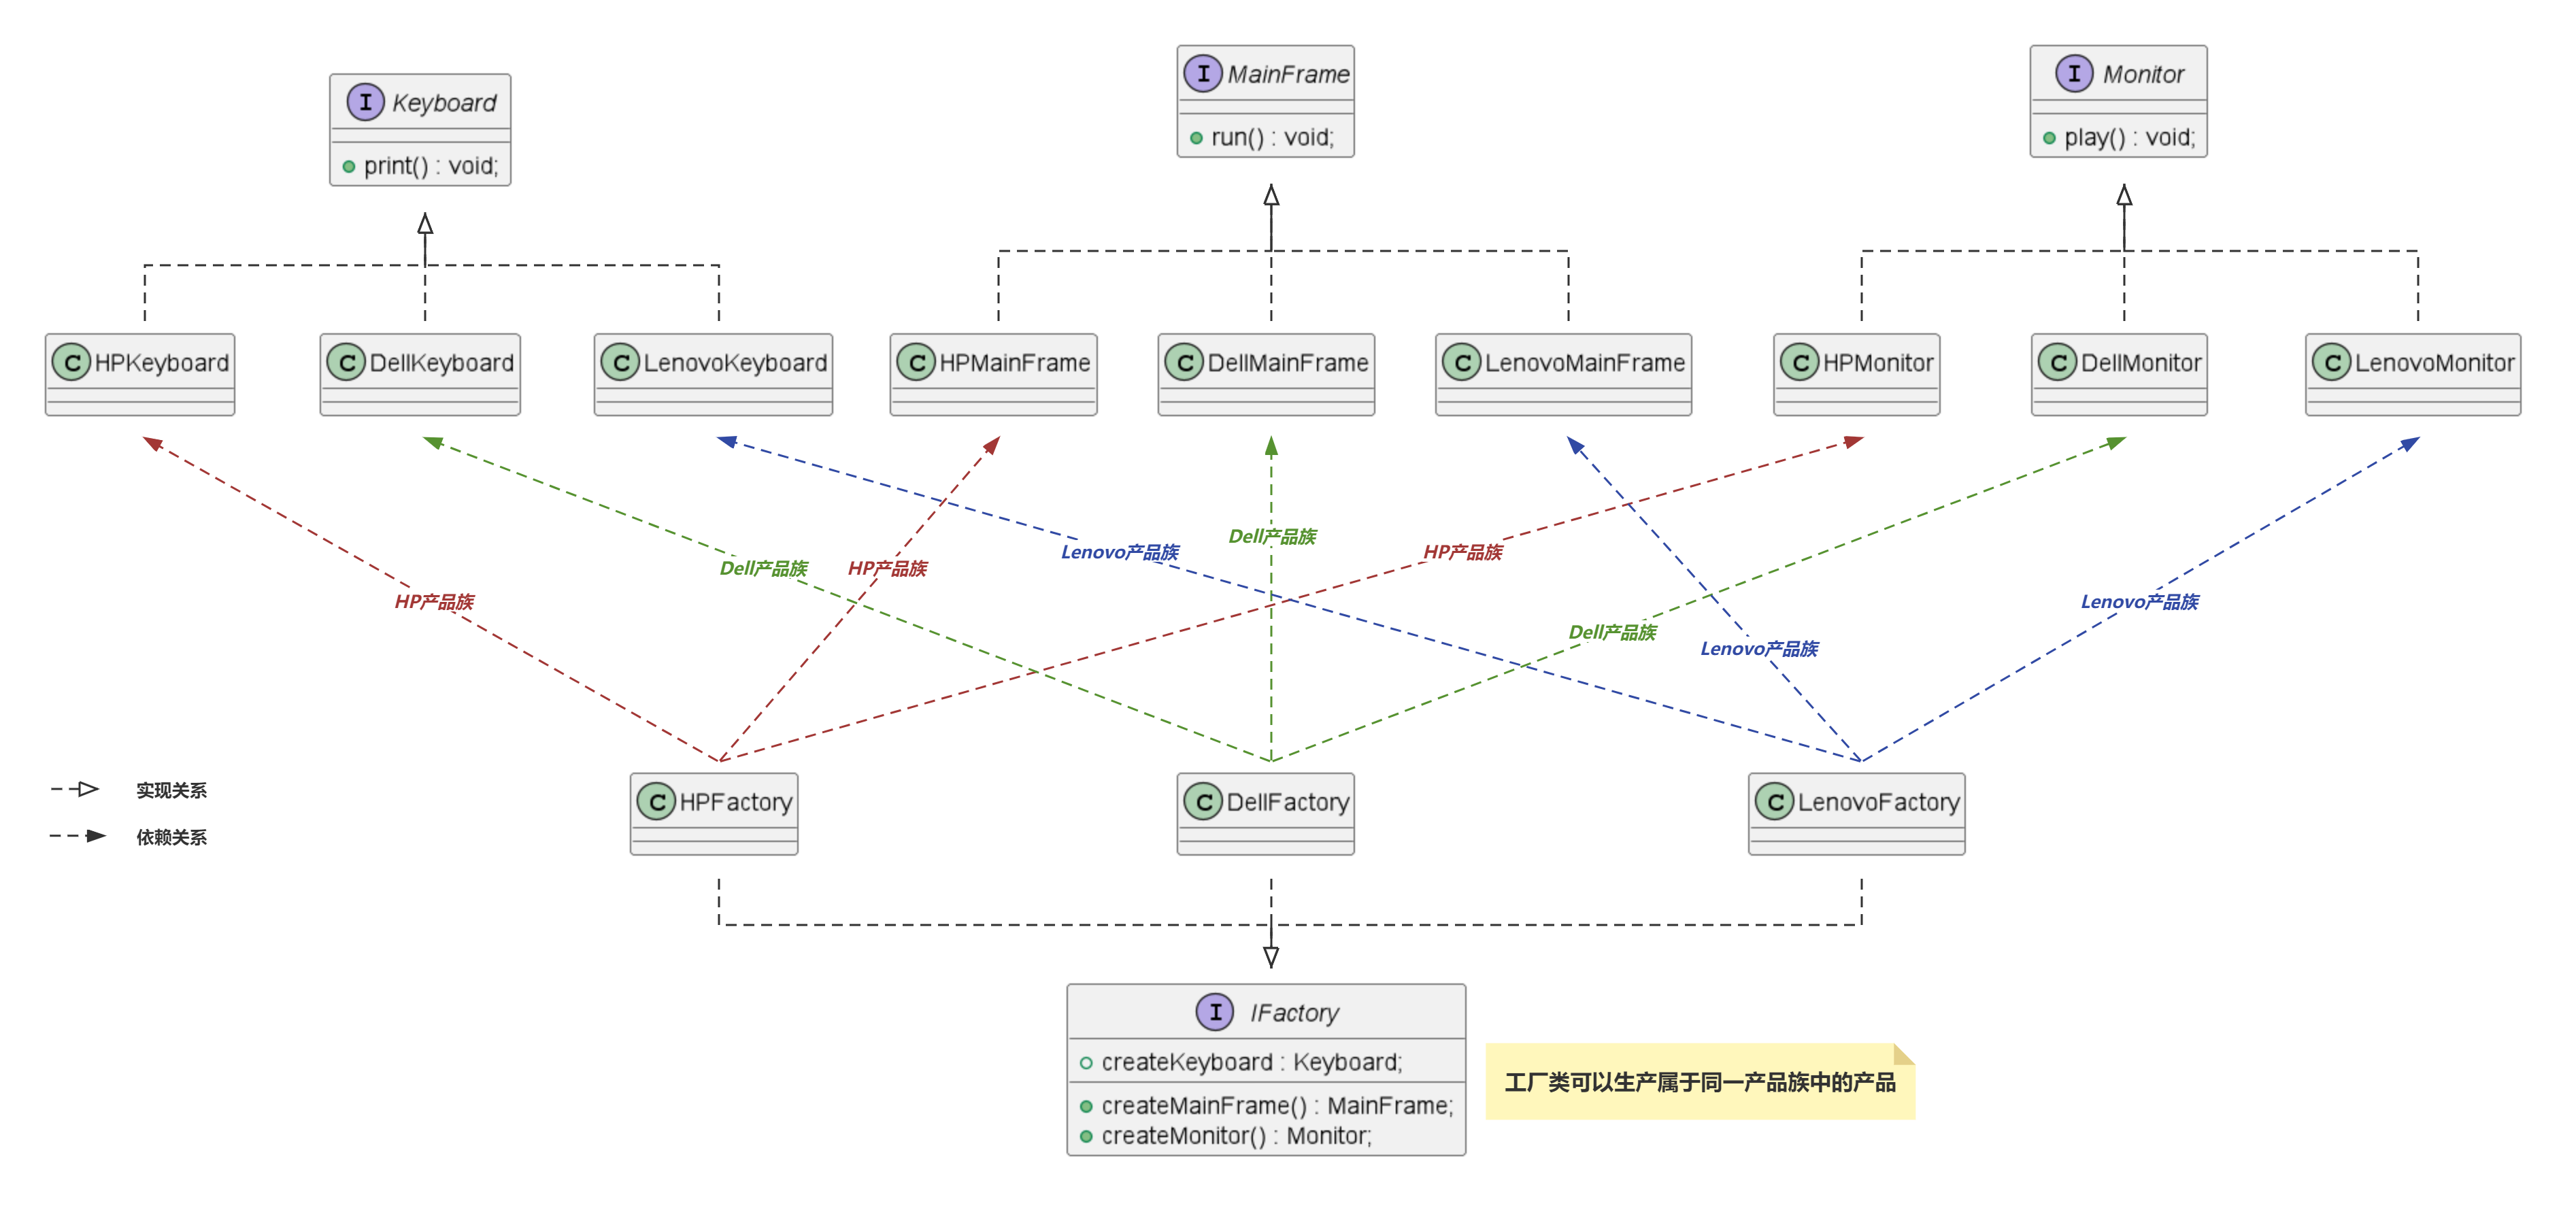 I Keyboard
print() : void;
I MainFrame
run() : void;
I Monitor
play() : void;
C HPKeyboard
C DellKeyboard
C LenovoKeyboard
C HPMainFrame
C DellMainFrame
C LenovoMainFrame
C HPMonitor
C DellMonitor
C LenovoMonitor
HP产品族
Dell产品族
HP产品族
Lenovo产品族
Dell产品族
HP产品族
Dell产品族
Lenovo产品族
Lenovo产品族
实现关系
依赖关系
C HPFactory
C DellFactory
C LenovoFactory
I IFactory
createKeyboard : Keyboard;
createMainFrame() : MainFrame;
createMonitor() : Monitor;
工厂类可以生产属于同一产品族中的产品